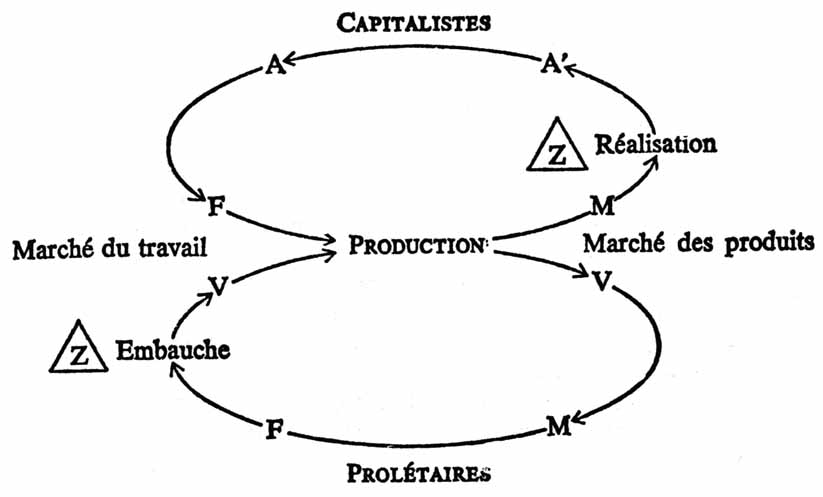 CAPITALISTES
A A'
Z Réalisation
F M
Marché du travail PRODUCTION Marché des produits
V V
Z Embauche
F M
PROLÉTAIRES